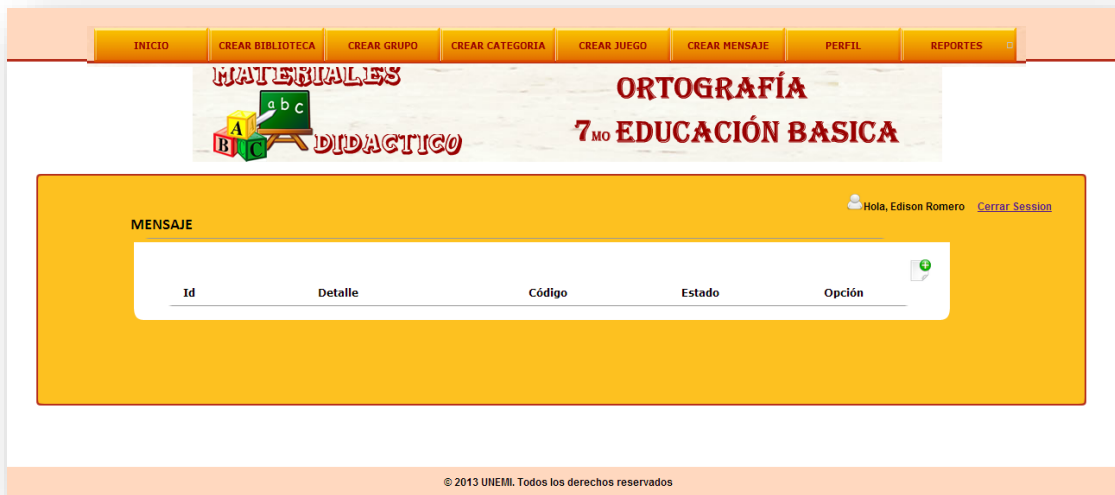 INICIO CREAR BIBLIOTECA CREAR GRUPO CREAR CATEGORIA CREAR JUEGO CREAR MENSAJE PERFIL REPORTES
MATERIALES
DIDACTICO
a b c
A
B C
ORTOGRAFÍA
7MO EDUCACIÓN BASICA
Hola, Edison Romero Cerrar Session
MENSAJE
Id Detalle Código Estado Opción
© 2013 UNEMI. Todos los derechos reservados